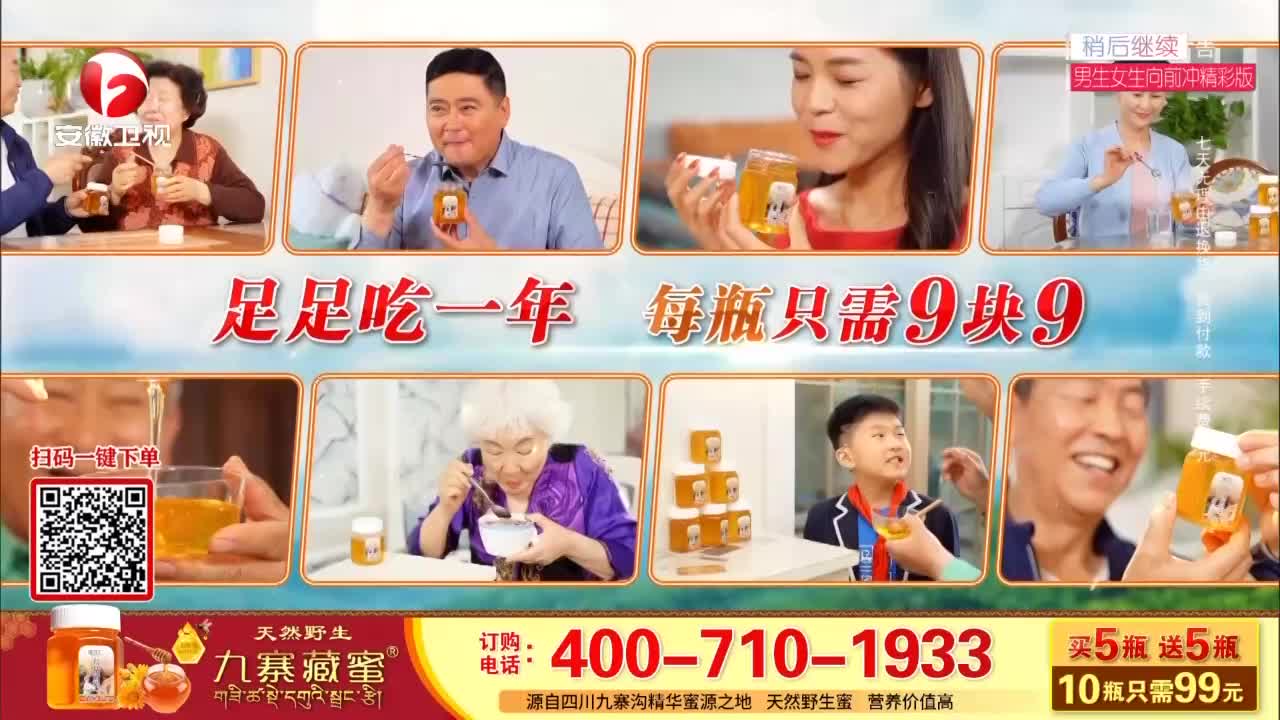 安徽卫视
稍后继续 告
男生女生向前冲精彩版
足足吃一年 每瓶只需9块9
扫码一键下单
天然野生
九寨藏蜜®
订购电话：400-710-1933
源自四川九寨沟精华蜜源之地 天然野生蜜 营养价值高
买5瓶 送5瓶
10瓶只需99元